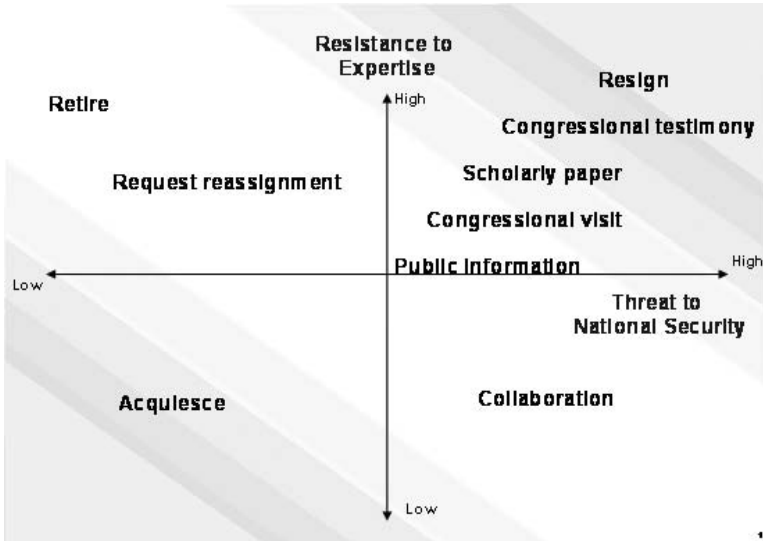 Resistance to
Expertise
High
Resign
Retire
Congressional testimony
Scholarly paper
Request reassignment
Congressional visit
Public Information
High
Low
Threat to
National Security
Acquiesce
Collaboration
Low